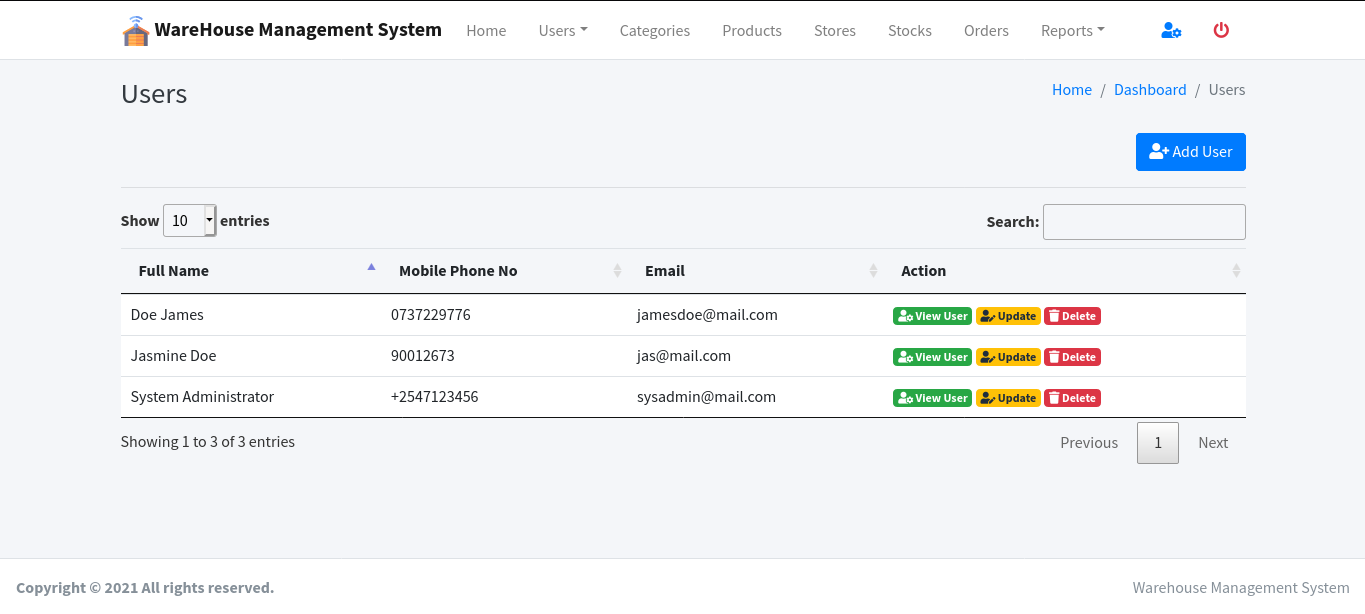 WareHouse Management System Home Users Categories Products Stores Stocks Orders Reports
Users Home / Dashboard / Users
Add User
Show 10 entries Search:
Full Name Mobile Phone No Email Action
Doe James 0737229776 jamesdoe@mail.com View User Update Delete
Jasmine Doe 90012673 jas@mail.com View User Update Delete
System Administrator +2547123456 sysadmin@mail.com View User Update Delete
Showing 1 to 3 of 3 entries Previous 1 Next
Copyright © 2021 All rights reserved. Warehouse Management System